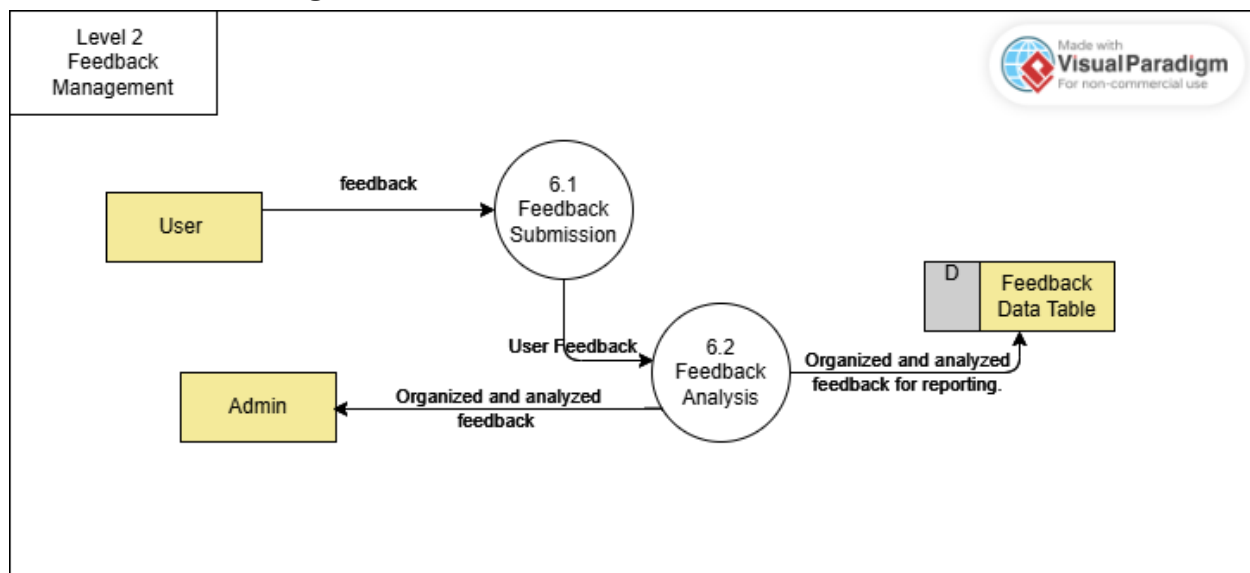 Level 2
Feedback
Management
Made with
Visual Paradigm
For non-commercial use
feedback
6.1
Feedback
Submission
User
D
Feedback
Data Table
User Feedback
6.2
Feedback
Analysis
Organized and analyzed
feedback for reporting.
Admin
Organized and analyzed
feedback